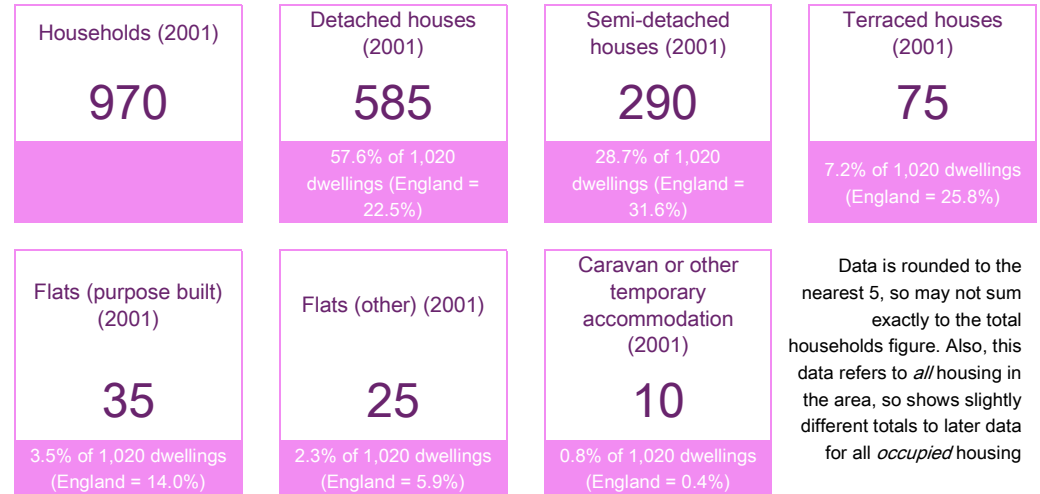 Households (2001)
970
Detached houses
(2001)
585
57.6% of 1,020
dwellings (England =
22.5%)
Semi-detached
houses (2001)
290
28.7% of 1,020
dwellings (England =
31.6%)
Terraced houses
(2001)
75
7.2% of 1,020 dwellings
(England = 25.8%)
Flats (purpose built)
(2001)
35
3.5% of 1,020 dwellings
(England = 14.0%)
Flats (other) (2001)
25
2.3% of 1,020 dwellings
(England = 5.9%)
Caravan or other
temporary
accommodation
(2001)
10
0.8% of 1,020 dwellings
(England = 0.4%)
Data is rounded to the
nearest 5, so may not sum
exactly to the total
households figure. Also, this
data refers to all housing in
the area, so shows slightly
different totals to later data
for all occupied housing